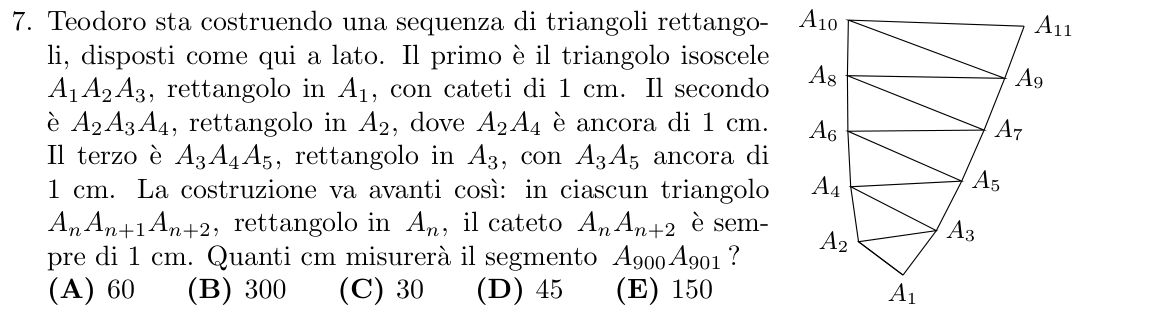 7. Teodoro sta costruendo una sequenza di triangoli rettango-
li, disposti come qui a lato. Il primo è il triangolo isoscele
A₁A₂A₃, rettangolo in A₁, con cateti di 1 cm. Il secondo
è A₂A₃A₄, rettangolo in A₂, dove A₂A₄ è ancora di 1 cm.
Il terzo è A₃A₄A₅, rettangolo in A₃, con A₃A₅ ancora di
1 cm. La costruzione va avanti così: in ciascun triangolo
AₙAₙ₊₁Aₙ₊₂, rettangolo in Aₙ, il cateto AₙAₙ₊₂ è sem-
pre di 1 cm. Quanti cm misurerà il segmento A₉₀₀A₉₀₁ ?
(A) 60 (B) 300 (C) 30 (D) 45 (E) 150
A₁₀
A₁₁
A₈
A₉
A₆
A₇
A₄
A₅
A₂
A₃
A₁